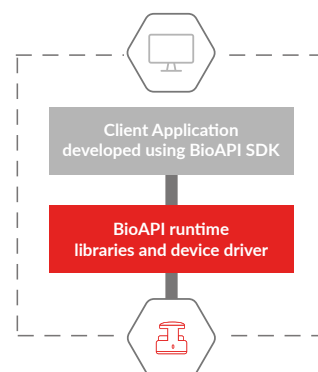 Client Application
developed using BioAPI SDK
BioAPI runtime
libraries and device driver